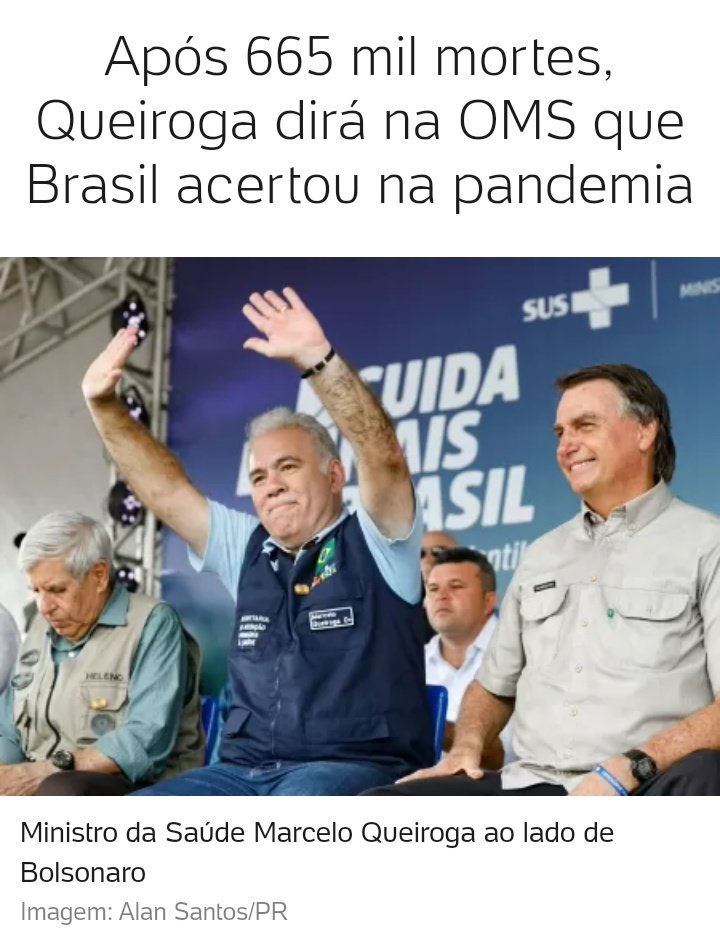 Após 665 mil mortes,
Queiroga dirá na OMS que
Brasil acertou na pandemia
SUS
MINIS
CUIDA
AIS
ASIL
HELENO
Ministro da Saúde Marcelo Queiroga ao lado de
Bolsonaro
Imagem: Alan Santos/PR